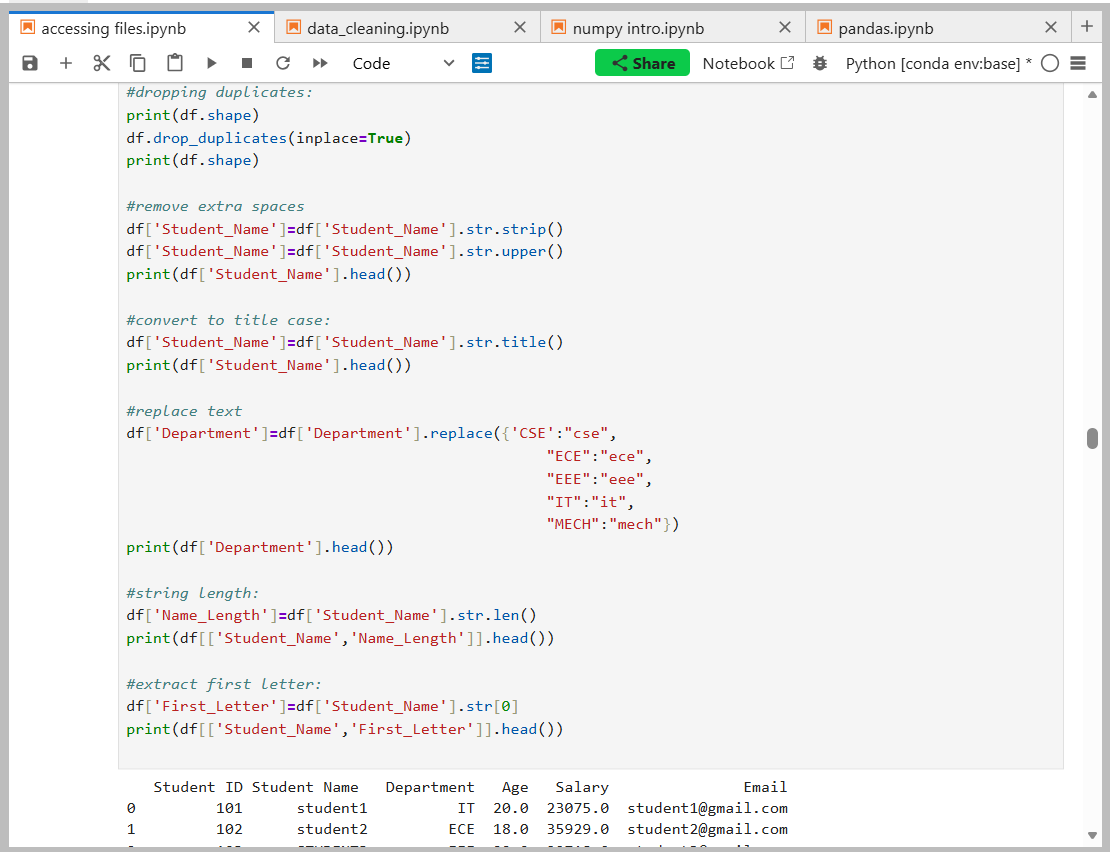 accessing files.ipynb
data_cleaning.ipynb
numpy intro.ipynb
pandas.ipynb
Code
Share
Notebook
Python [conda env:base] *
#dropping duplicates:
print(df.shape)
df.drop_duplicates(inplace=True)
print(df.shape)
#remove extra spaces
df['Student_Name']=df['Student_Name'].str.strip()
df['Student_Name']=df['Student_Name'].str.upper()
print(df['Student_Name'].head())
#convert to title case:
df['Student_Name']=df['Student_Name'].str.title()
print(df['Student_Name'].head())
#replace text
df['Department']=df['Department'].replace({'CSE':"cse",
"ECE":"ece",
"EEE":"eee",
"IT":"it",
"MECH":"mech"})
print(df['Department'].head())
#string length:
df['Name_Length']=df['Student_Name'].str.len()
print(df[['Student_Name','Name_Length']].head())
#extract first letter:
df['First_Letter']=df['Student_Name'].str[0]
print(df[['Student_Name','First_Letter']].head())
Student ID Student Name Department Age Salary Email
0 101 student1 IT 20.0 23075.0 student1@gmail.com
1 102 student2 ECE 18.0 35929.0 student2@gmail.com